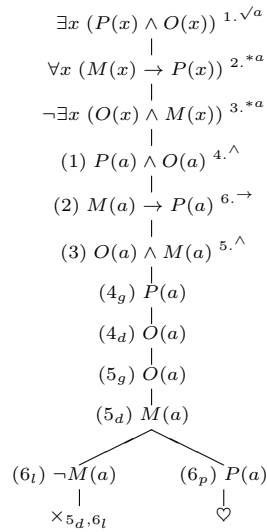 ∃x (P(x) ∧ O(x)) 1.√a
∀x (M(x) → P(x)) 2.*a
¬∃x (O(x) ∧ M(x)) 3.*a
(1) P(a) ∧ O(a) 4.∧
(2) M(a) → P(a) 6.→
(3) O(a) ∧ M(a) 5.∧
(4g) P(a)
(4d) O(a)
(5g) O(a)
(5d) M(a)
(6l) ¬M(a) (6p) P(a)
×5d,6l ♡